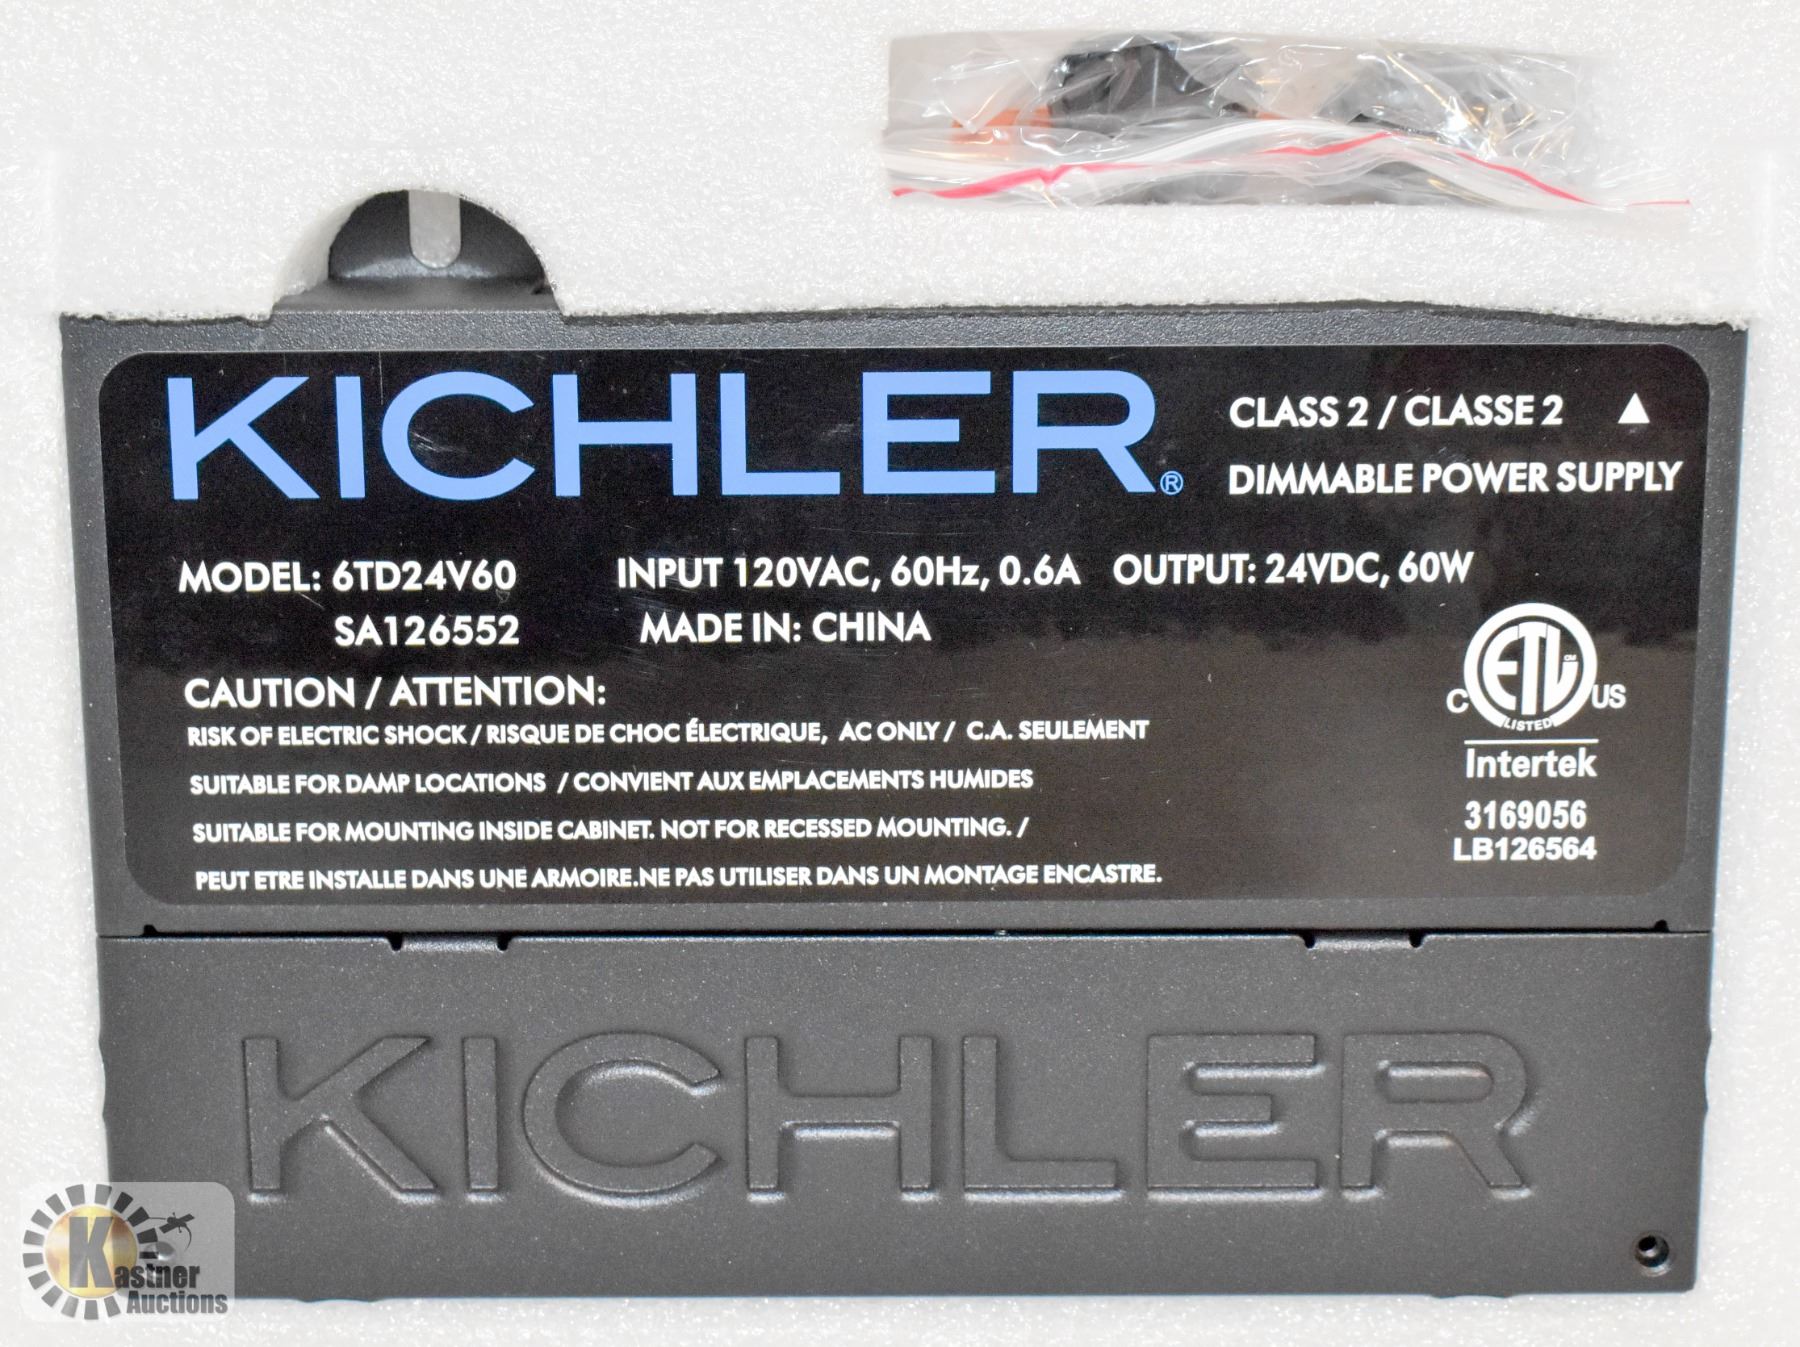 KICHLER®
CLASS 2 / CLASSE 2
DIMMABLE POWER SUPPLY
MODEL: 6TD24V60 INPUT 120VAC, 60Hz, 0.6A OUTPUT: 24VDC, 60W
SA126552 MADE IN: CHINA
CAUTION / ATTENTION:
RISK OF ELECTRIC SHOCK / RISQUE DE CHOC ÉLECTRIQUE, AC ONLY / C.A. SEULEMENT
SUITABLE FOR DAMP LOCATIONS / CONVIENT AUX EMPLACEMENTS HUMIDES
SUITABLE FOR MOUNTING INSIDE CABINET. NOT FOR RECESSED MOUNTING. /
PEUT ETRE INSTALLE DANS UNE ARMOIRE.NE PAS UTILISER DANS UN MONTAGE ENCASTRE.
C ETL CM US
LISTED
Intertek
3169056
LB126564
KICHLER
Kastner
Auctions